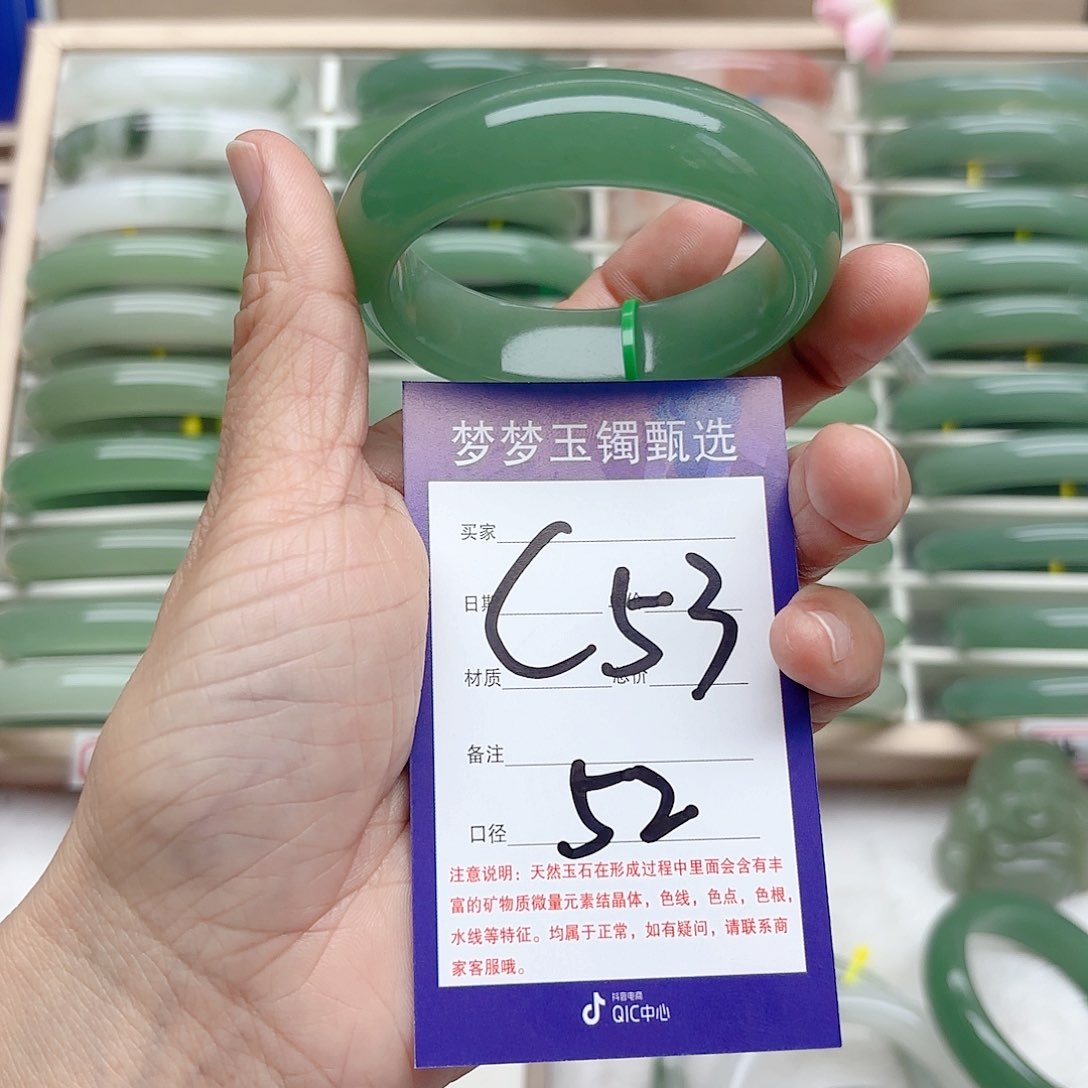 梦梦玉镯甄选
买家
C53
材质
备注
口径 52
注意说明：天然玉石在形成过程中里面会含有丰
富的矿物质微量元素结晶体，色线，色点，色根，
水线等特征。均属于正常，如有疑问，请联系商
家客服哦。
抖音电商
QIC中心